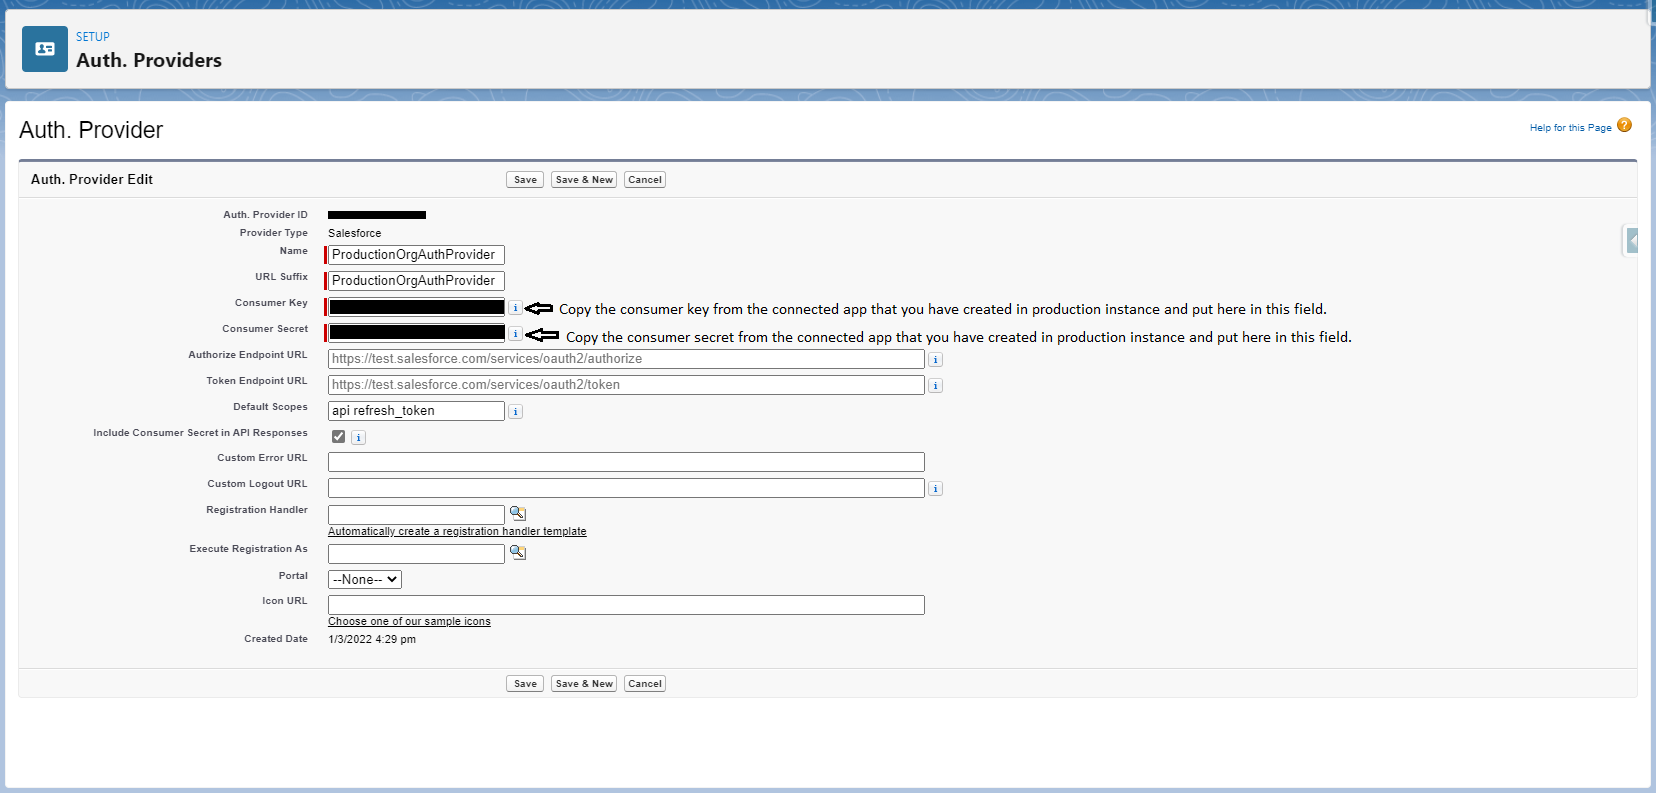 SETUP
Auth. Providers
Auth. Provider
Help for this Page ?
Auth. Provider Edit
Save Save & New Cancel
Auth. Provider ID
Provider Type Salesforce
Name ProductionOrgAuthProvider
URL Suffix ProductionOrgAuthProvider
Consumer Key i Copy the consumer key from the connected app that you have created in production instance and put here in this field.
Consumer Secret i Copy the consumer secret from the connected app that you have created in production instance and put here in this field.
Authorize Endpoint URL https://test.salesforce.com/services/oauth2/authorize i
Token Endpoint URL https://test.salesforce.com/services/oauth2/token i
Default Scopes api refresh_token i
Include Consumer Secret in API Responses i
Custom Error URL
Custom Logout URL i
Registration Handler
Automatically create a registration handler template
Execute Registration As
Portal --None--
Icon URL
Choose one of our sample icons
Created Date 1/3/2022 4:29 pm
Save Save & New Cancel